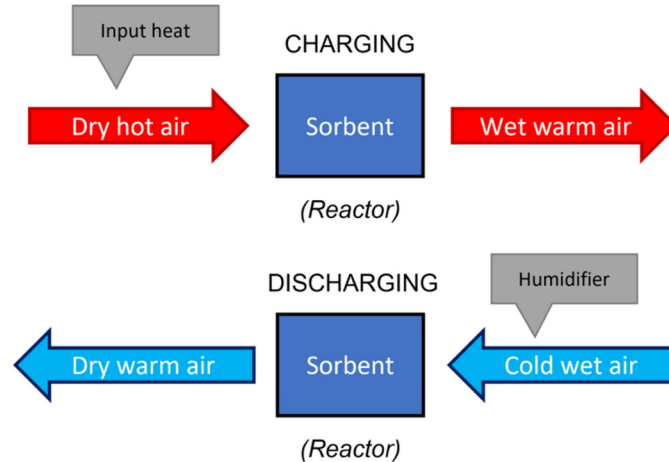 Input heat
CHARGING
Dry hot air
Sorbent
Wet warm air
(Reactor)
DISCHARGING
Humidifier
Dry warm air
Sorbent
Cold wet air
(Reactor)